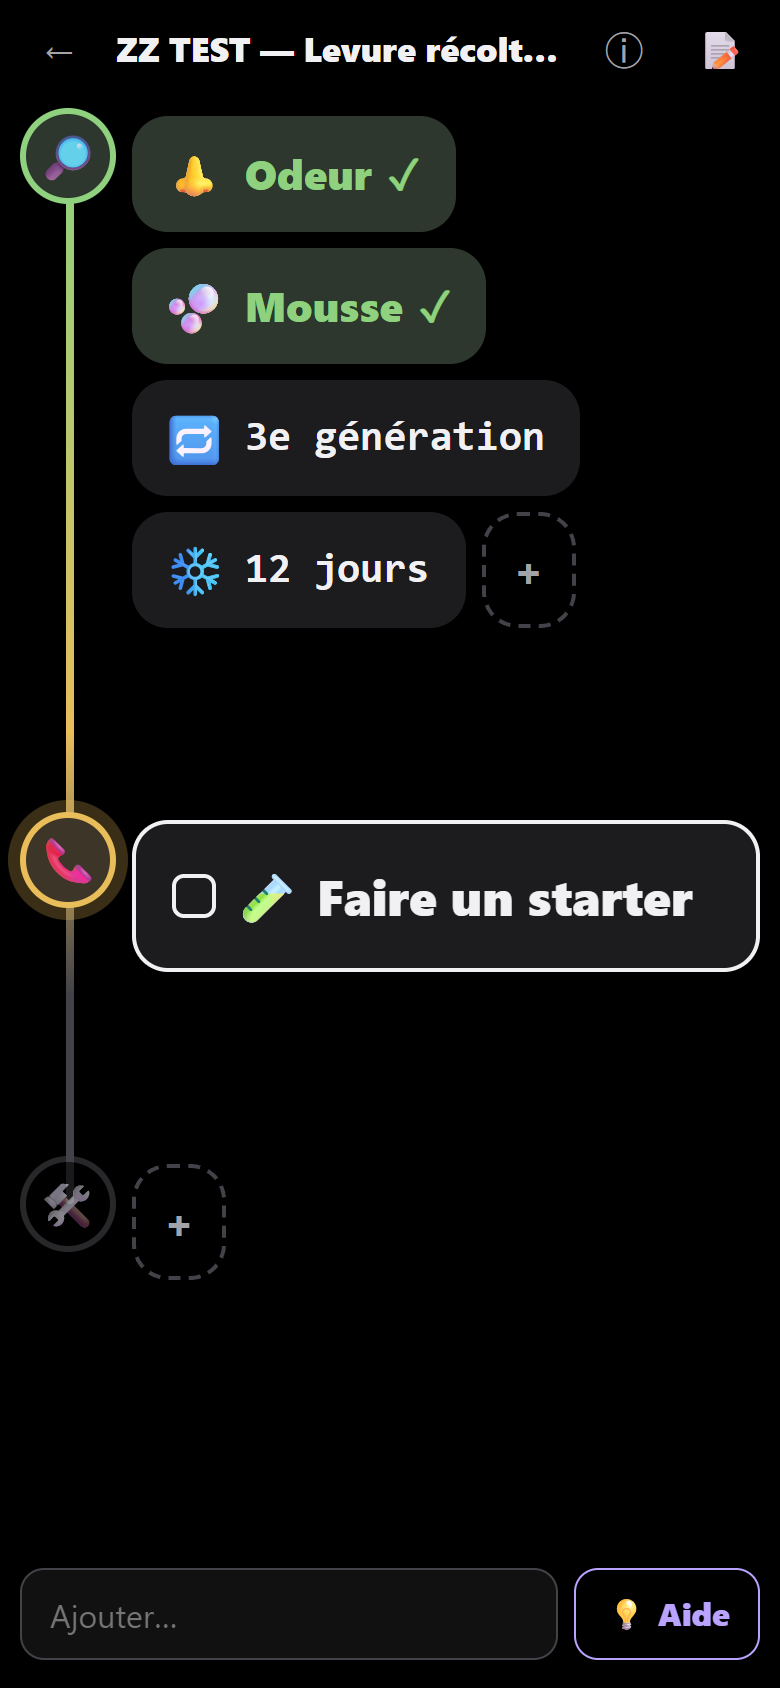 ← ZZ TEST — Levure récolt... ⓘ
Odeur ✓
Mousse ✓
3e génération
12 jours +
Faire un starter
+
Ajouter... Aide